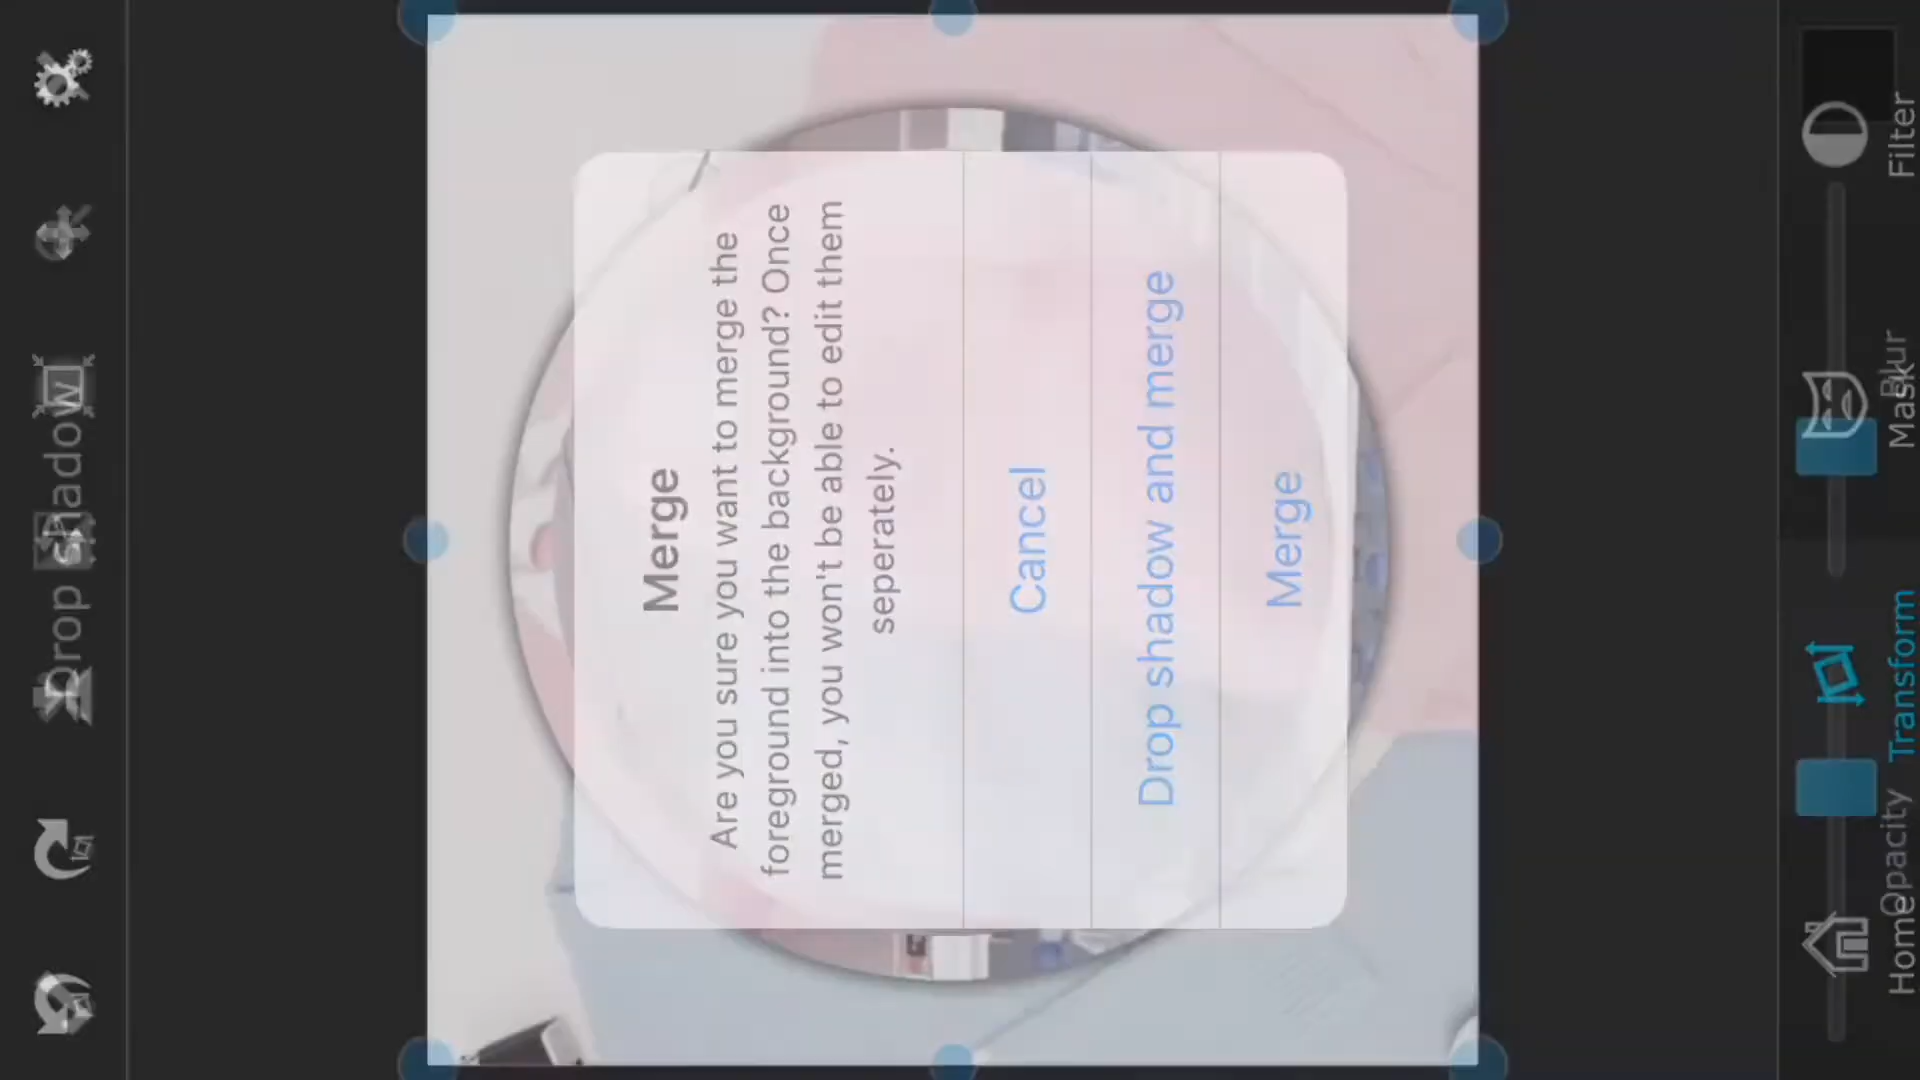 Drop shadow
Merge
Are you sure you want to merge the
foreground into the background? Once
merged, you won't be able to edit them
seperately.
Cancel
Drop shadow and merge
Merge
Home
Opacity
Transform
Mask
Blur
Filter